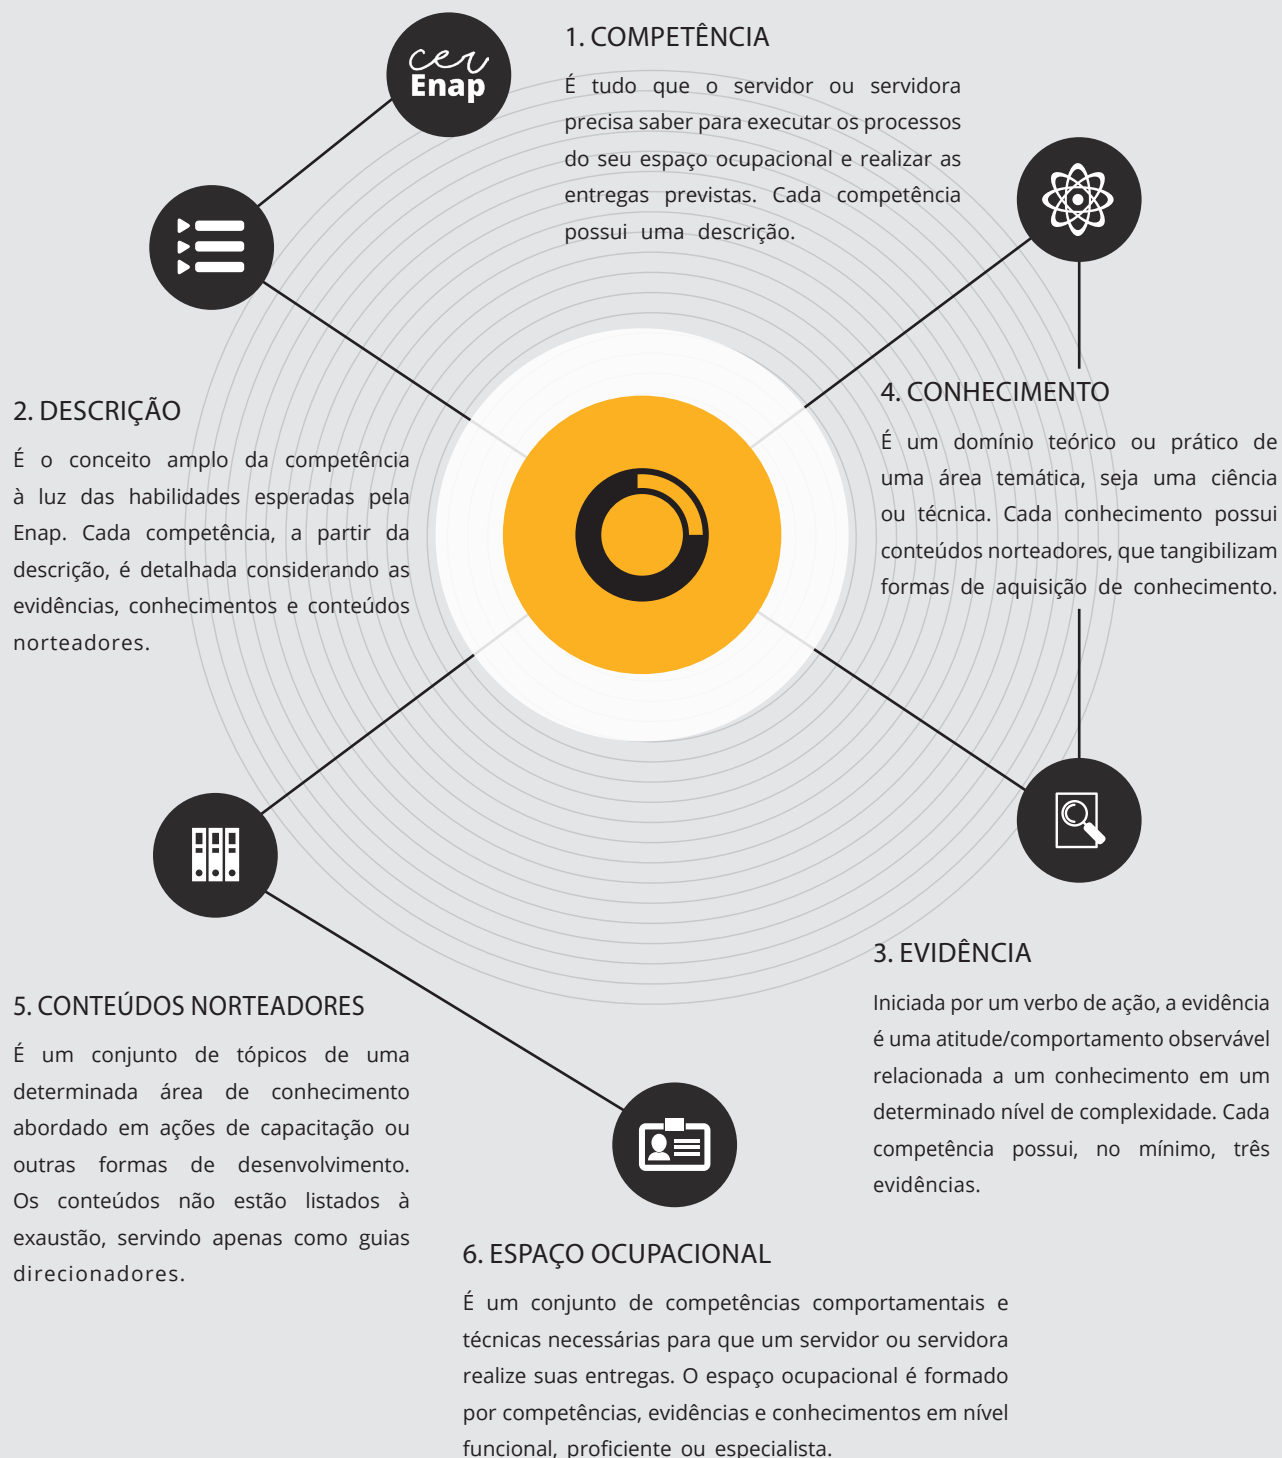 cer
Enap
1. COMPETÊNCIA
É tudo que o servidor ou servidora
precisa saber para executar os processos
do seu espaço ocupacional e realizar as
entregas previstas. Cada competência
possui uma descrição.
2. DESCRIÇÃO
É o conceito amplo da competência
à luz das habilidades esperadas pela
Enap. Cada competência, a partir da
descrição, é detalhada considerando as
evidências, conhecimentos e conteúdos
norteadores.
4. CONHECIMENTO
É um domínio teórico ou prático de
uma área temática, seja uma ciência
ou técnica. Cada conhecimento possui
conteúdos norteadores, que tangibilizam
formas de aquisição de conhecimento.
3. EVIDÊNCIA
Iniciada por um verbo de ação, a evidência
é uma atitude/comportamento observável
relacionada a um conhecimento em um
determinado nível de complexidade. Cada
competência possui, no mínimo, três
evidências.
5. CONTEÚDOS NORTEADORES
É um conjunto de tópicos de uma
determinada área de conhecimento
abordado em ações de capacitação ou
outras formas de desenvolvimento.
Os conteúdos não estão listados à
exaustão, servindo apenas como guias
direcionadores.
6. ESPAÇO OCUPACIONAL
É um conjunto de competências comportamentais e
técnicas necessárias para que um servidor ou servidora
realize suas entregas. O espaço ocupacional é formado
por competências, evidências e conhecimentos em nível
funcional, proficiente ou especialista.